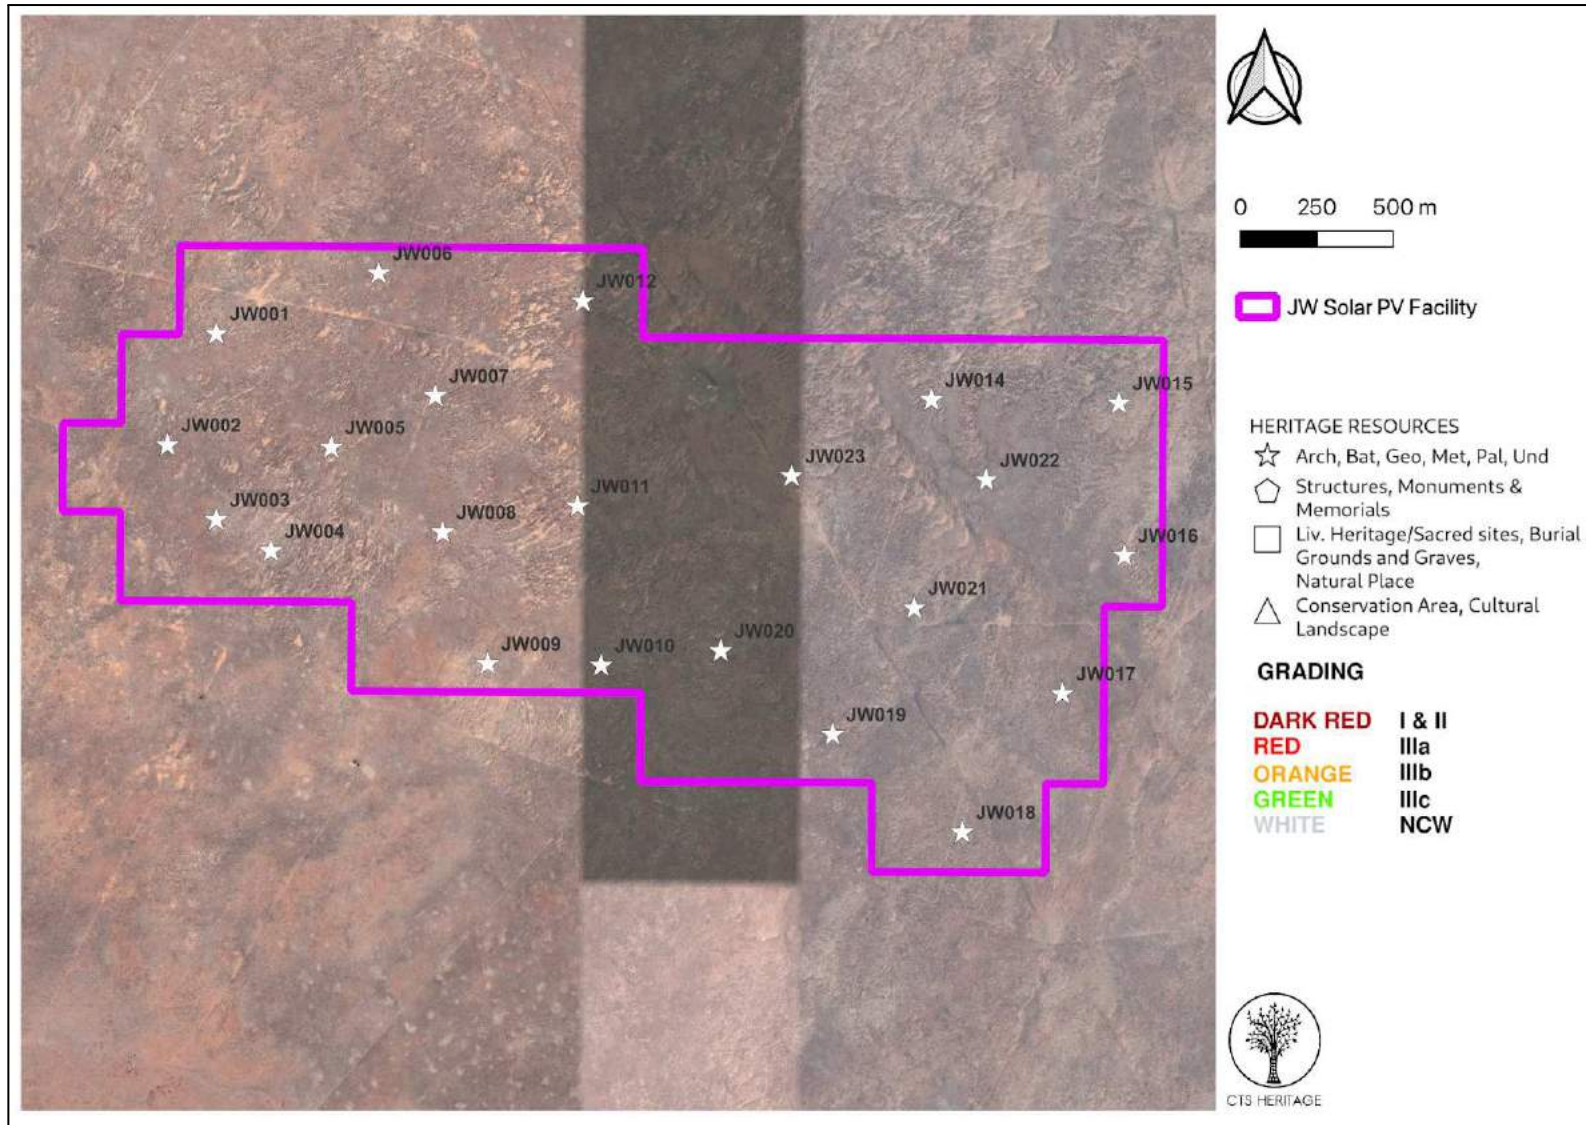 JW006
JW012
JW001
JW007
JW014
JW015
JW002
JW005
JW023
JW022
JW011
JW003
JW008
JW004
JW016
JW021
JW020
JW009
JW010
JW017
JW019
JW018
0 250 500 m
JW Solar PV Facility
HERITAGE RESOURCES
Arch, Bat, Geo, Met, Pal, Und
Structures, Monuments &
Memorials
Liv. Heritage/Sacred sites, Burial
Grounds and Graves,
Natural Place
Conservation Area, Cultural
Landscape
GRADING
DARK RED I & II
RED IIIa
ORANGE IIIb
GREEN IIIc
WHITE NCW
CTS HERITAGE